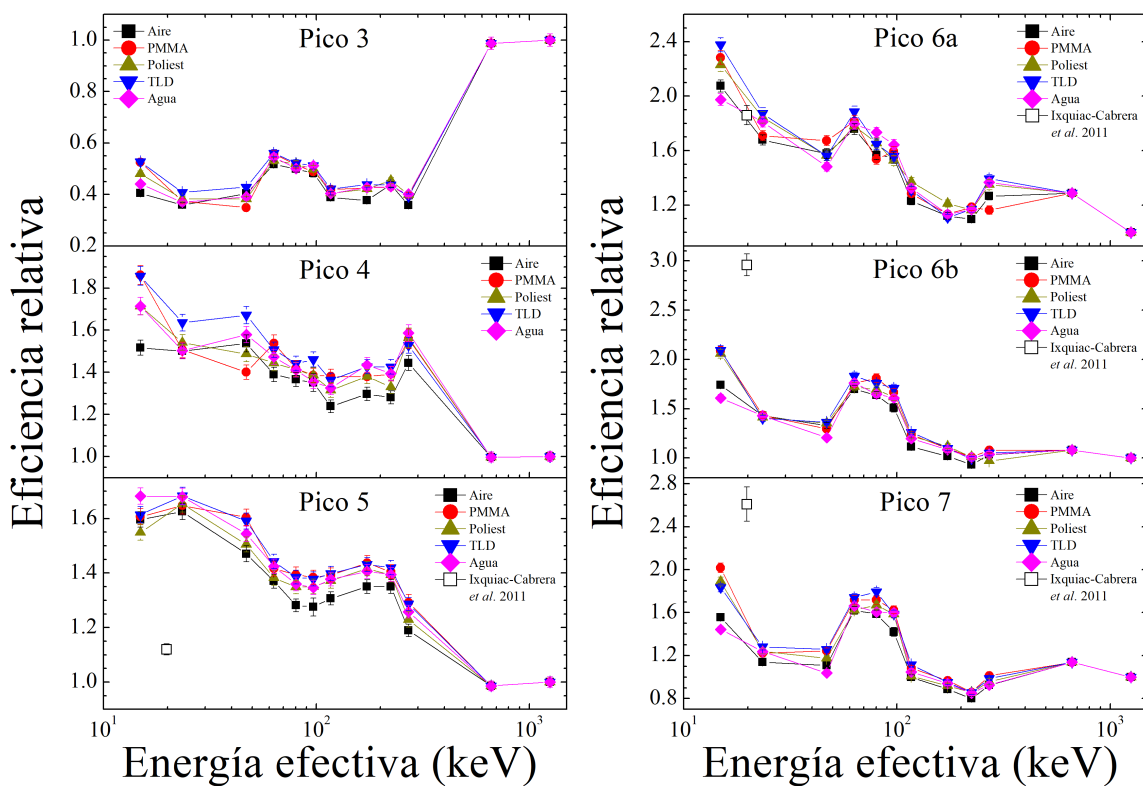 Eficiencia relativa
Pico 3
Aire
PMMA
Poliest
TLD
Agua
1.0
0.8
0.6
0.4
0.2
Pico 4
Aire
PMMA
Poliest
TLD
Agua
1.8
1.6
1.4
1.2
1.0
Pico 5
Aire
PMMA
Poliest
TLD
Agua
Ixquiac-Cabrera
et al. 2011
1.6
1.4
1.2
1.0
10¹ 10² 10³
Energía efectiva (keV)
Eficiencia relativa
Pico 6a
Aire
PMMA
Poliest
TLD
Agua
Ixquiac-Cabrera
et al. 2011
2.4
2.0
1.6
1.2
Pico 6b
Aire
PMMA
Poliest
TLD
Agua
Ixquiac-Cabrera
et al. 2011
3.0
2.5
2.0
1.5
1.0
Pico 7
Aire
PMMA
Poliest
TLD
Agua
Ixquiac-Cabrera
et al. 2011
2.8
2.4
2.0
1.6
1.2
0.8
10¹ 10² 10³
Energía efectiva (keV)